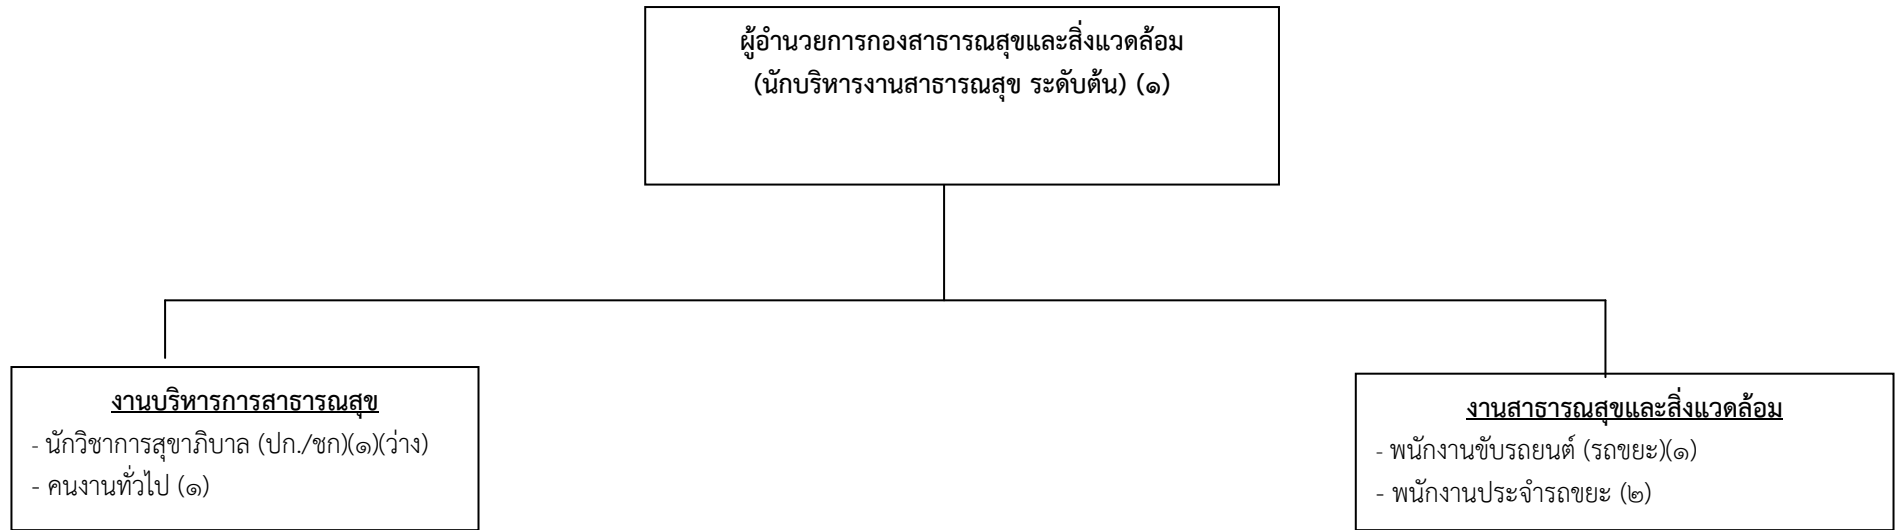 ผู้อำนวยการกองสาธารณสุขและสิ่งแวดล้อม
(นักบริหารงานสาธารณสุข ระดับต้น) (๑)
งานบริหารการสาธารณสุข
- นักวิชาการสุขาภิบาล (ปก./ชก)(๑)(ว่าง)
- คนงานทั่วไป (๑)
งานสาธารณสุขและสิ่งแวดล้อม
- พนักงานขับรถยนต์ (รถขยะ)(๑)
- พนักงานประจำรถขยะ (๒)